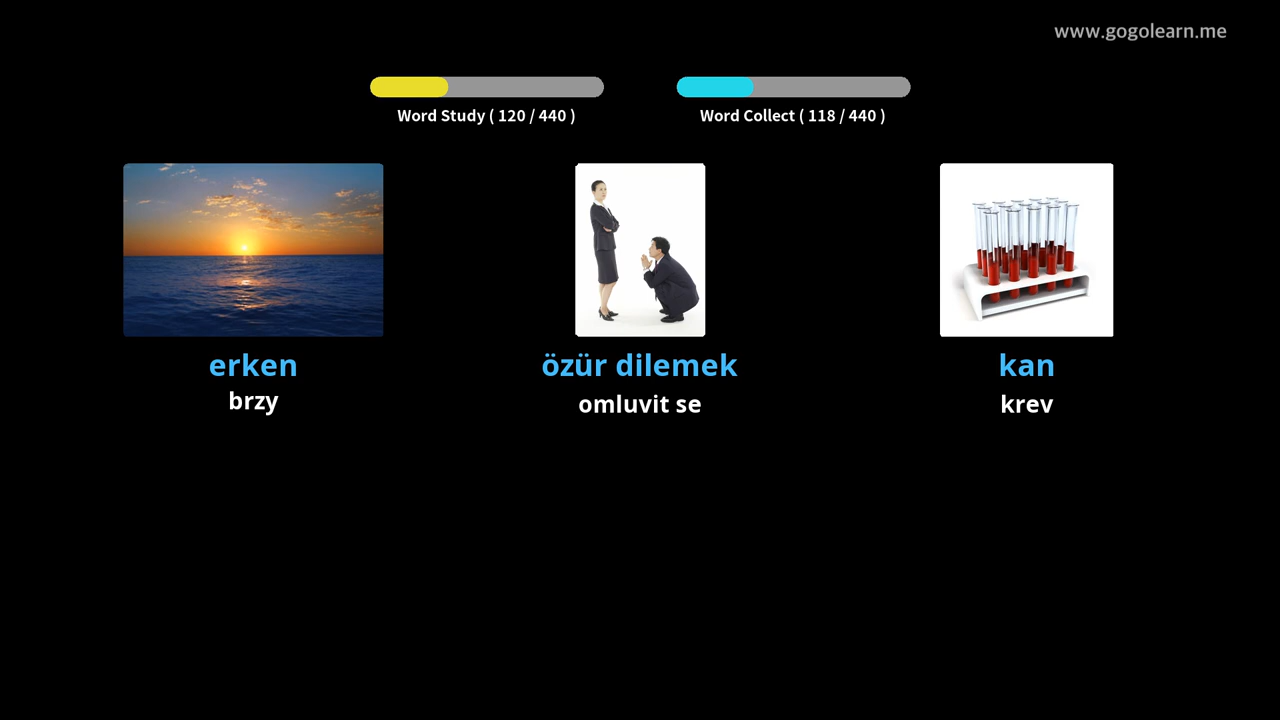 www.gogolearn.me
Word Study ( 120 / 440 )
Word Collect ( 118 / 440 )
erken
brzy
özür dilemek
omluvit se
kan
krev